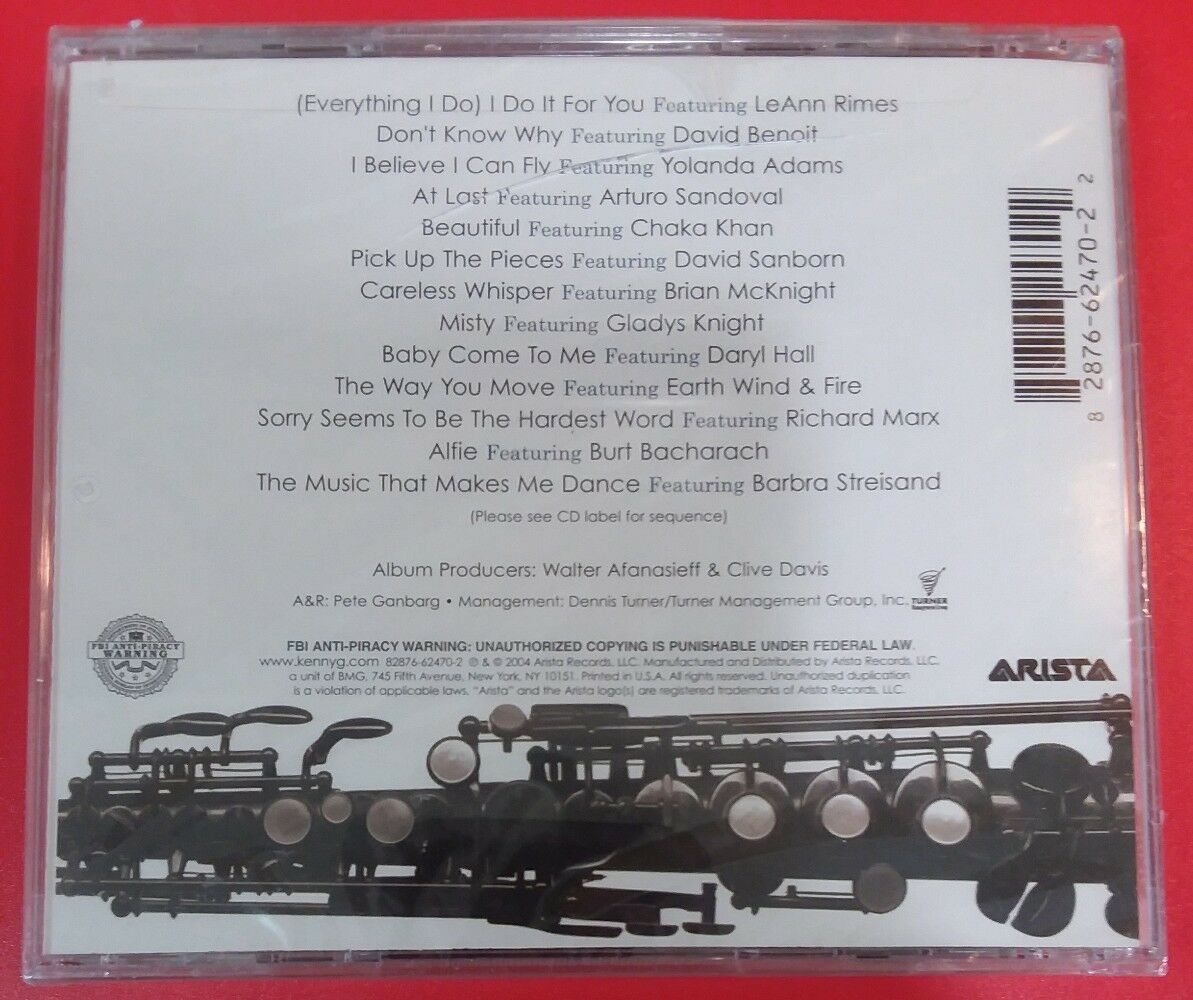 (Everything I Do) I Do It For You Featuring LeAnn Rimes
Don't Know Why Featuring David Benoit
I Believe I Can Fly Featuring Yolanda Adams
At Last Featuring Arturo Sandoval
Beautiful Featuring Chaka Khan
Pick Up The Pieces Featuring David Sanborn
Careless Whisper Featuring Brian McKnight
Misty Featuring Gladys Knight
Baby Come To Me Featuring Daryl Hall
The Way You Move Featuring Earth Wind & Fire
Sorry Seems To Be The Hardest Word Featuring Richard Marx
Alfie Featuring Burt Bacharach
The Music That Makes Me Dance Featuring Barbra Streisand
(Please see CD label for sequence)
8 2876-62470-2 2
Album Producers: Walter Afanasieff & Clive Davis
A&R: Pete Ganbarg • Management: Dennis Turner/Turner Management Group, Inc.
TURNER
FBI ANTI-PIRACY
WARNING
FBI ANTI-PIRACY WARNING: UNAUTHORIZED COPYING IS PUNISHABLE UNDER FEDERAL LAW.
www.kennyg.com 82876-62470-2 ℗ & © 2004 Arista Records, LLC. Manufactured and Distributed by Arista Records, LLC,
a unit of BMG, 745 Fifth Avenue, New York, NY 10151. Printed in U.S.A. All rights reserved. Unauthorized duplication
is a violation of applicable laws. "Arista" and the Arista logo(s) are registered trademarks of Arista Records, LLC.
ARISTA